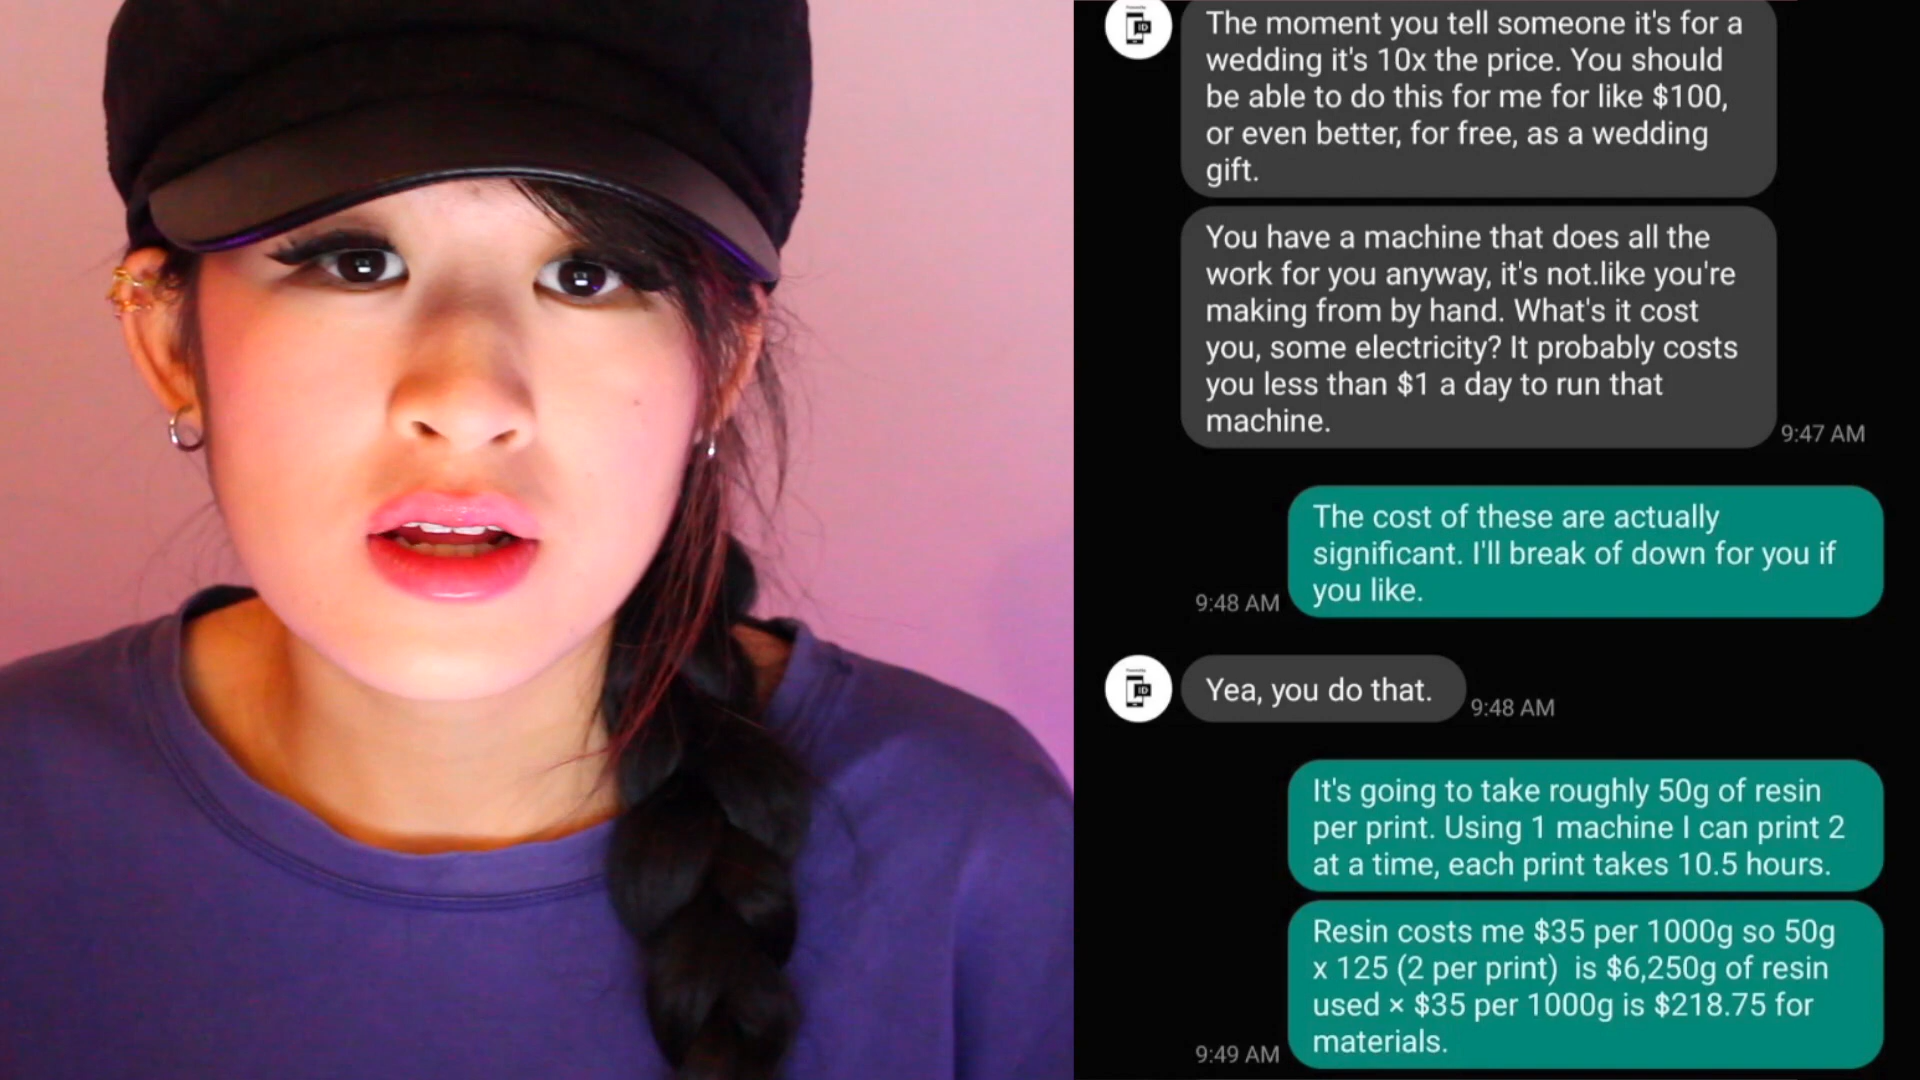 The moment you tell someone it's for a
wedding it's 10x the price. You should
be able to do this for me for like $100,
or even better, for free, as a wedding
gift.
You have a machine that does all the
work for you anyway, it's not.like you're
making from by hand. What's it cost
you, some electricity? It probably costs
you less than $1 a day to run that
machine.
9:47 AM
The cost of these are actually
significant. I'll break of down for you if
you like.
9:48 AM
ID
Yea, you do that.
9:48 AM
It's going to take roughly 50g of resin
per print. Using 1 machine I can print 2
at a time, each print takes 10.5 hours.
Resin costs me $35 per 1000g so 50g
x 125 (2 per print)  is $6,250g of resin
used × $35 per 1000g is $218.75 for
materials.
9:49 AM